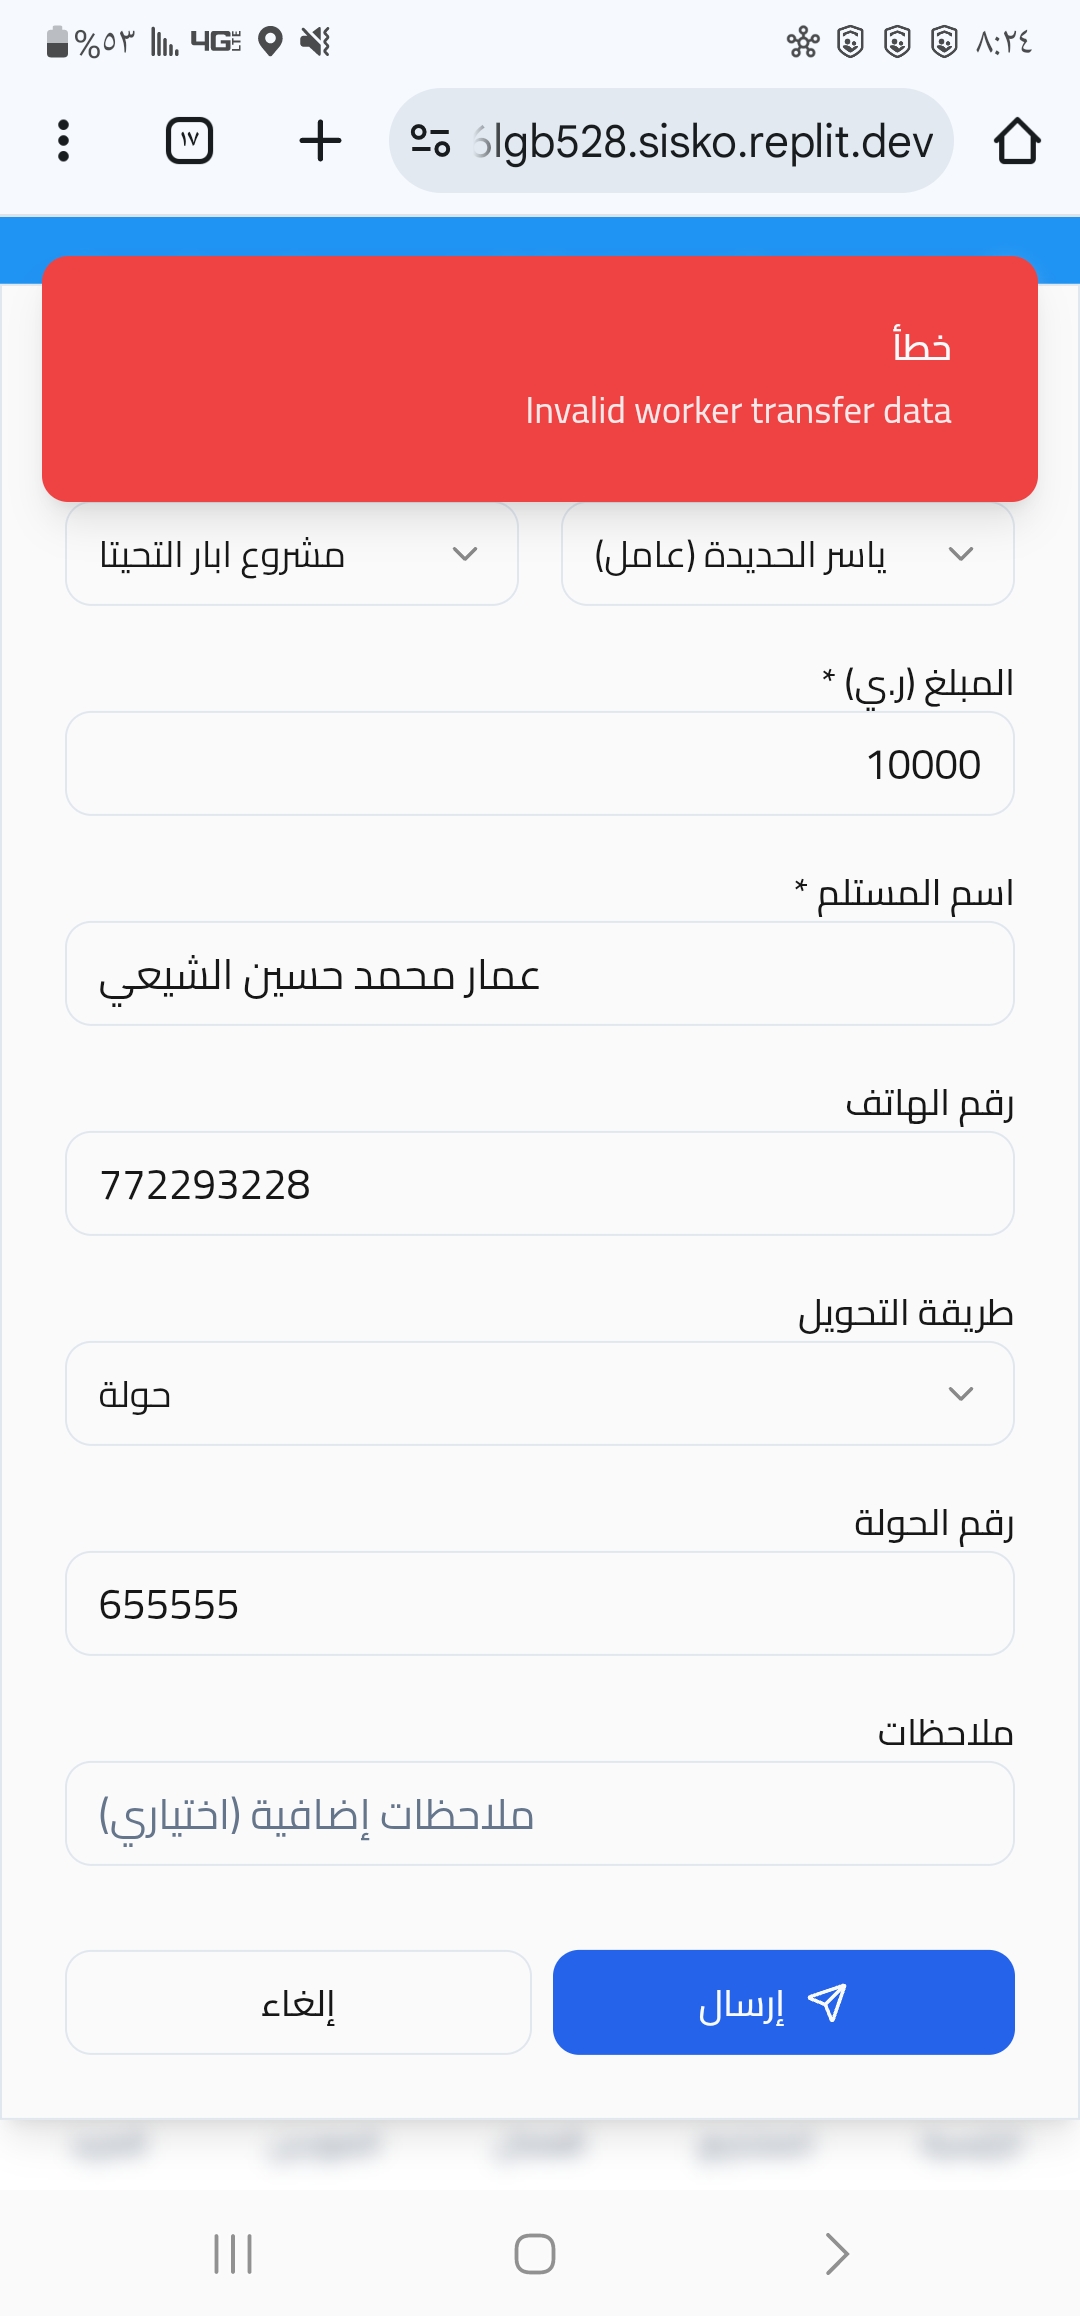 ٨:٢٤
4G LTE
%٥٣
6lgb528.sisko.replit.dev
١٧
خطأ
Invalid worker transfer data
ياسر الحديدة (عامل)
مشروع ابار التحيتا
المبلغ (ر.ي) *
10000
اسم المستلم *
عمار محمد حسين الشيعي
رقم الهاتف
772293228
طريقة التحويل
حولة
رقم الحولة
655555
ملاحظات
ملاحظات إضافية (اختياري)
إرسال
إلغاء